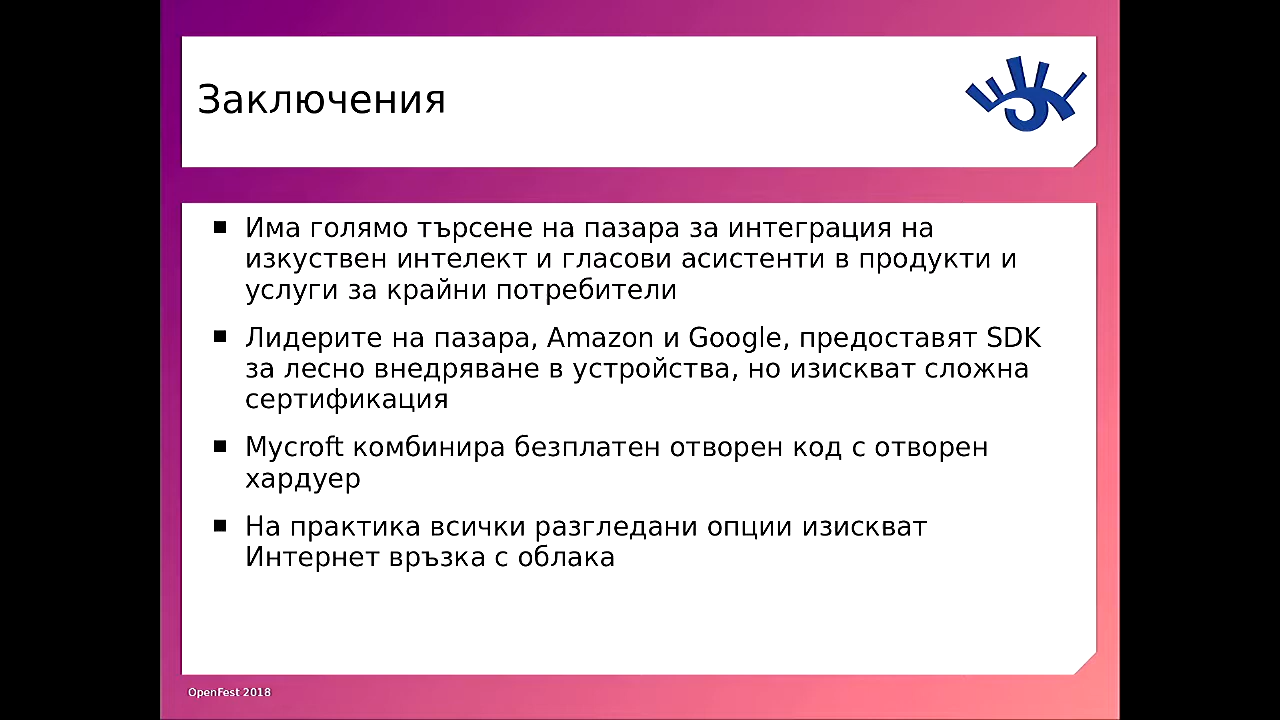 Заключения
Има голямо търсене на пазара за интеграция на
изкуствен интелект и гласови асистенти в продукти и
услуги за крайни потребители
Лидерите на пазара, Amazon и Google, предоставят SDK
за лесно внедряване в устройства, но изискват сложна
сертификация
Mycroft комбинира безплатен отворен код с отворен
хардуер
На практика всички разгледани опции изискват
Интернет връзка с облака
OpenFest 2018